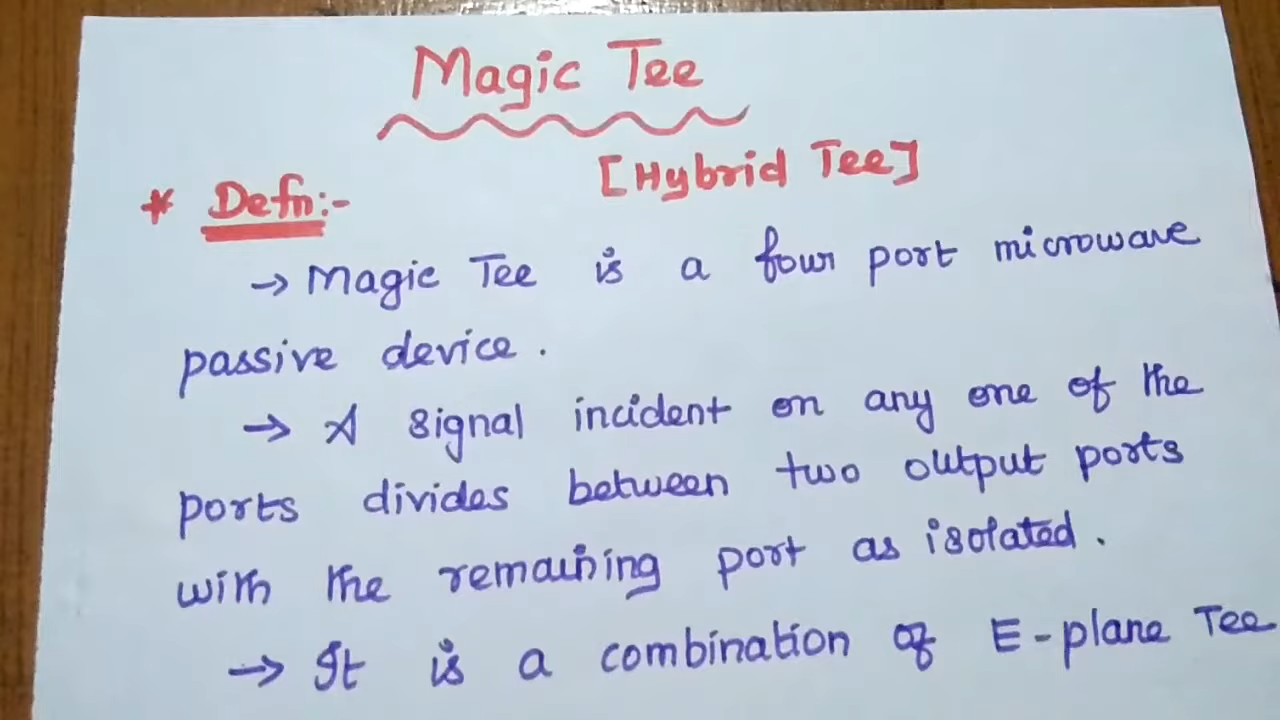 Magic Tee
[Hybrid Tee]
* Defn:-
→ Magic Tee is a four port microwave
passive device.
→ A signal incident on any one of the
ports divides between two output ports
with the remaining port as isolated.
→ It is a combination of E-plane Tee